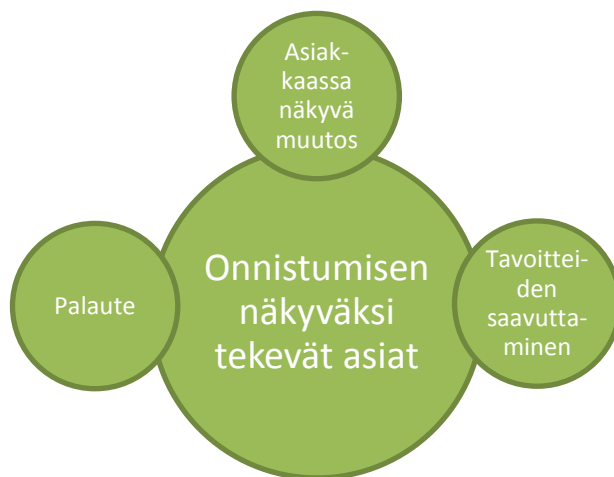 Asiak-
kaassa
näkyvä
muutos
Onnistumisen
näkyväksi
tekevät asiat
Palaute
Tavoittei-
den
saavutta-
minen